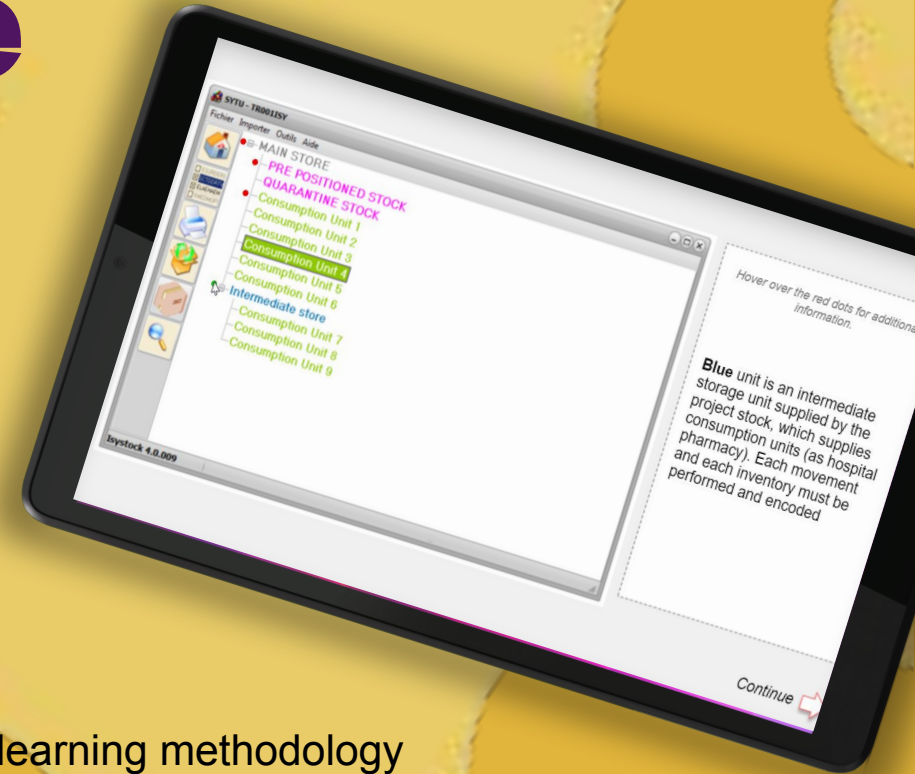 e
SYTU - TR001ISY
Fichier Importer Outils Aide
MAIN STORE
PRE POSITIONED STOCK
QUARANTINE STOCK
Consumption Unit 1
Consumption Unit 2
Consumption Unit 3
Consumption Unit 4
Consumption Unit 5
Consumption Unit 6
Intermediate store
Consumption Unit 7
Consumption Unit 8
Consumption Unit 9
Isystock 4.0.009
Hover over the red dots for additiona
information.
Blue unit is an intermediate
storage unit supplied by the
project stock, which supplies
consumption units (as hospital
pharmacy). Each movement
and each inventory must be
performed and encoded
Continue
learning methodology